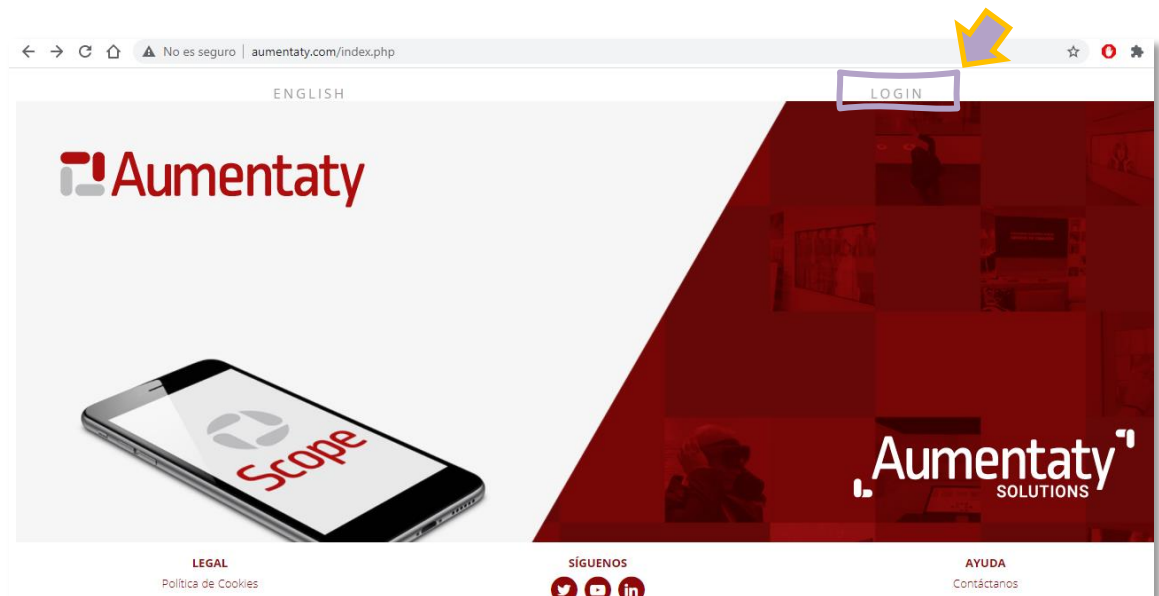 No es seguro | aumentaty.com/index.php
ENGLISH
LOGIN
Aumentaty
Scope
Aumentaty
SOLUTIONS
LEGAL
SÍGUENOS
AYUDA
Política de Cookies
Contáctanos